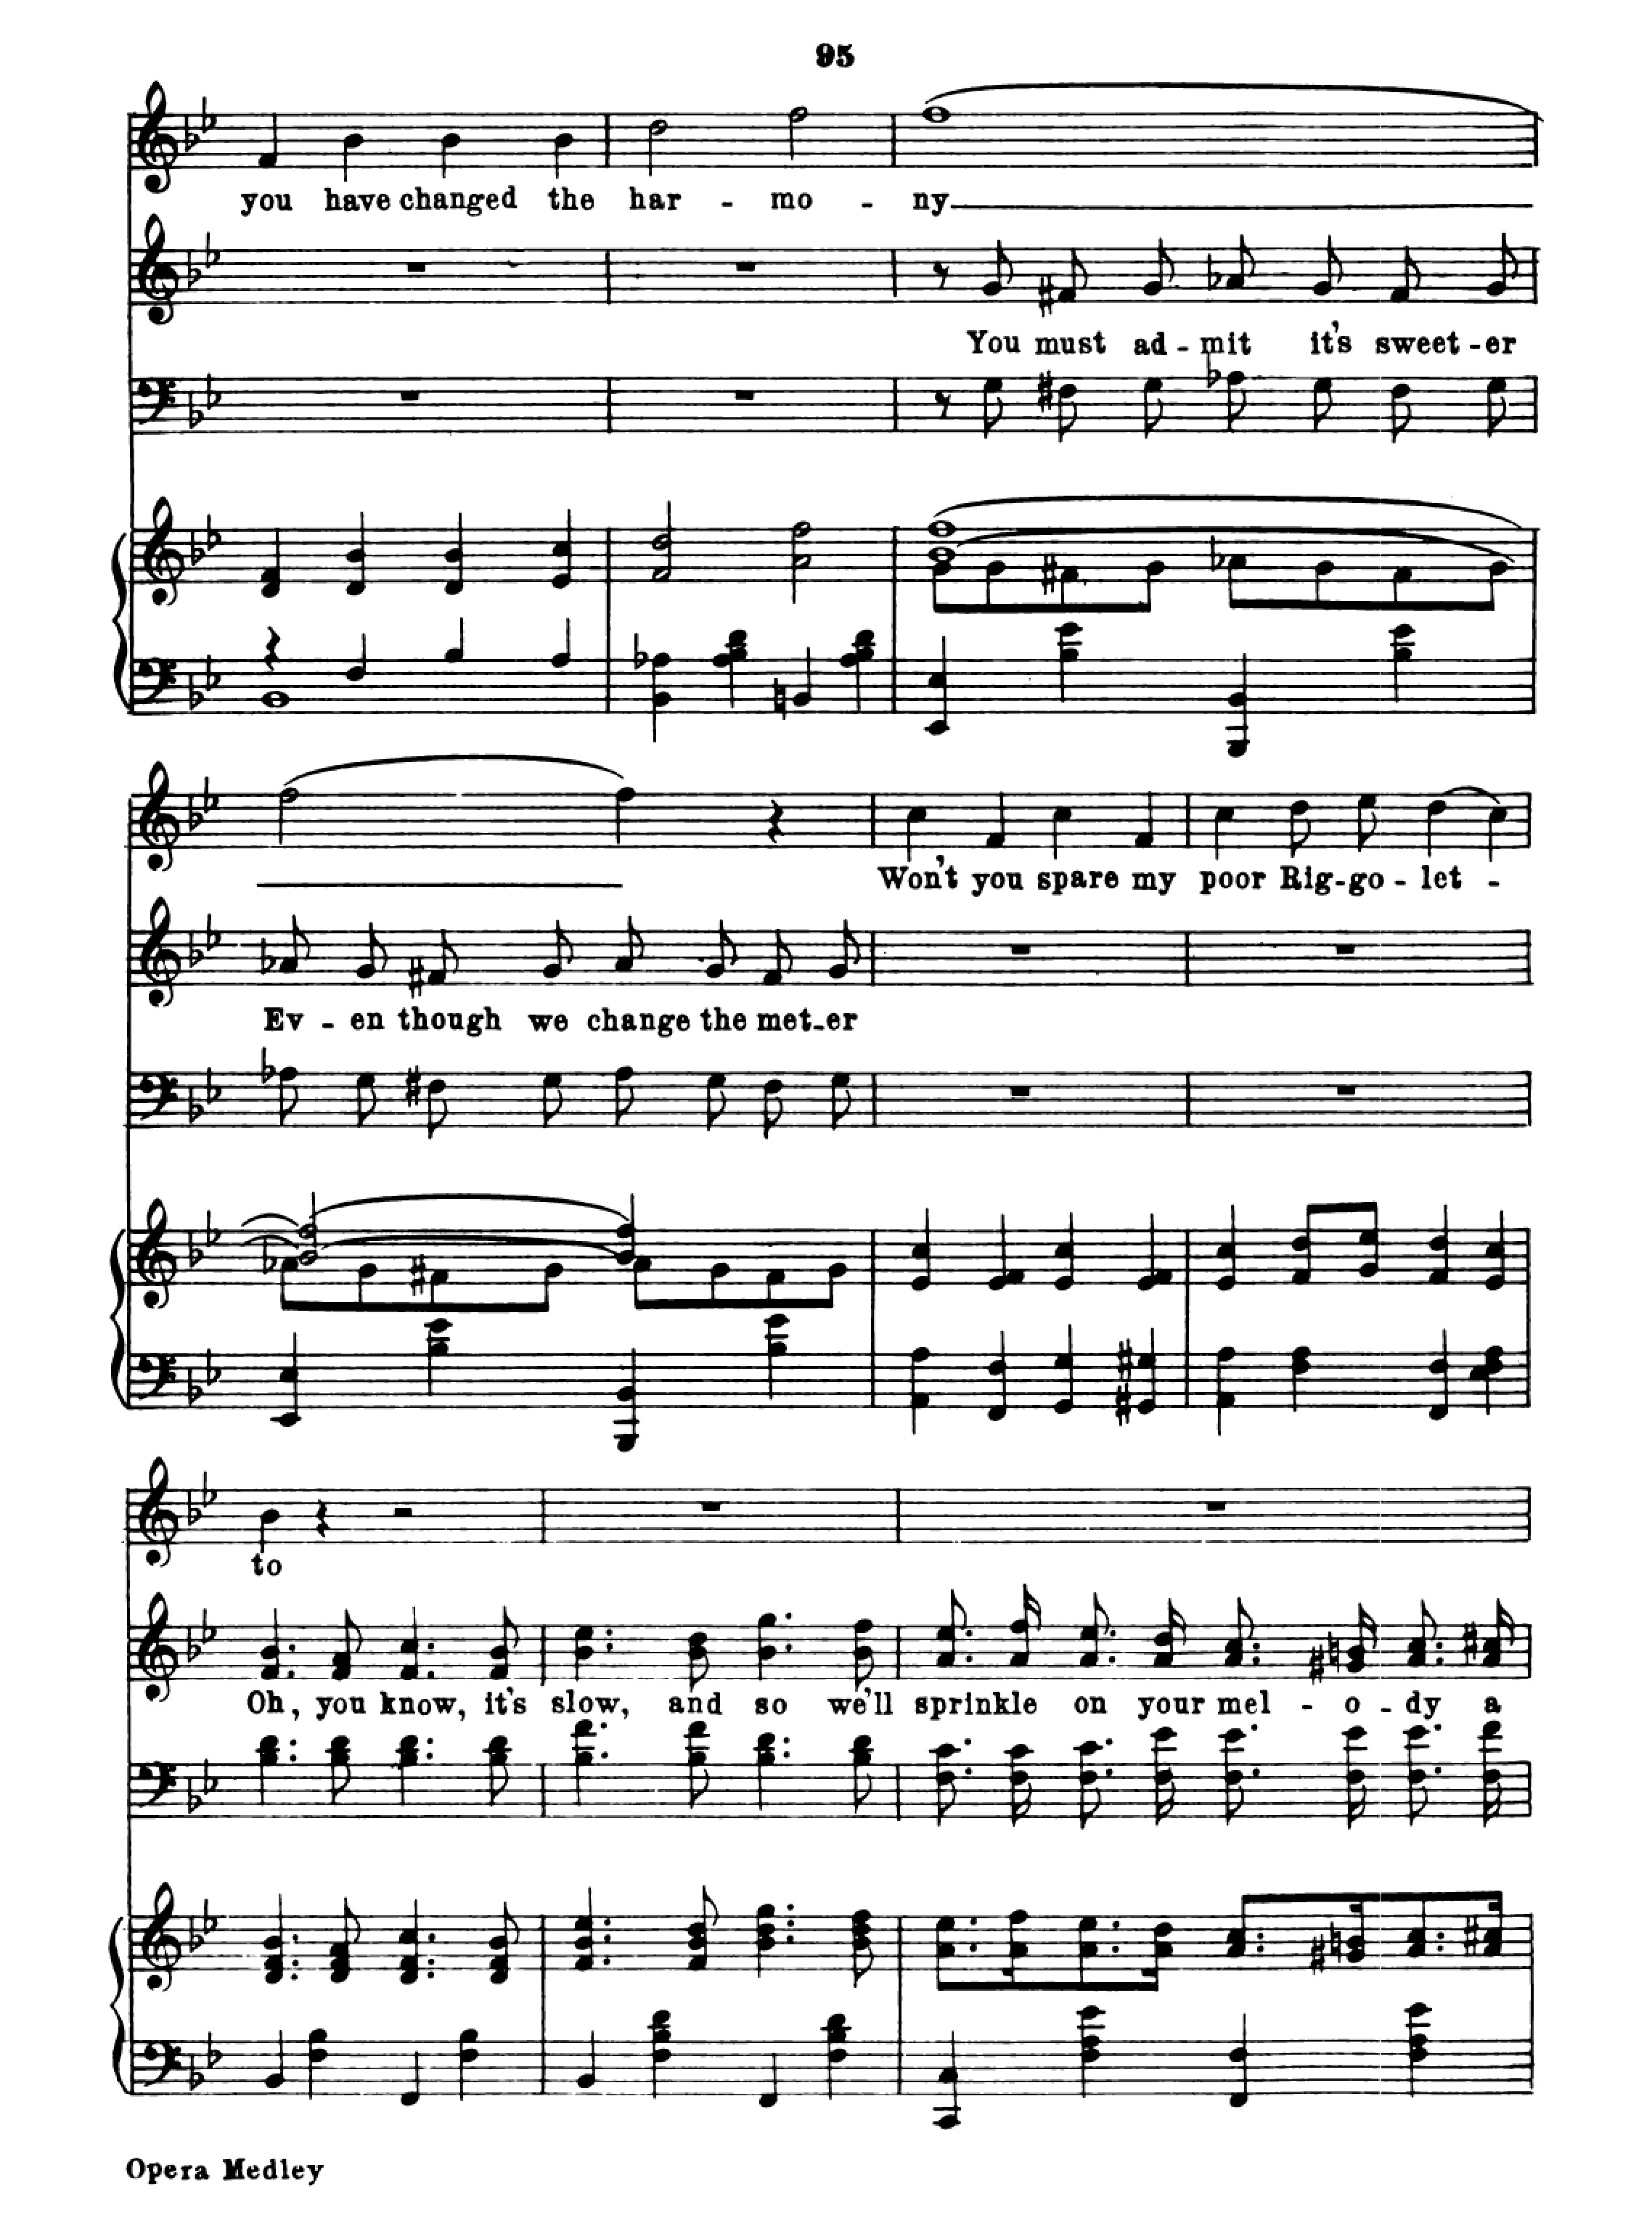 95
you have changed the har - mo - ny
You must ad - mit it's sweet - er
Won't you spare my poor Rig - go - let -
Ev - en though we change the met - er
to
Oh, you know, it's slow, and so we'll sprinkle on your mel - o - dy a
Opera Medley